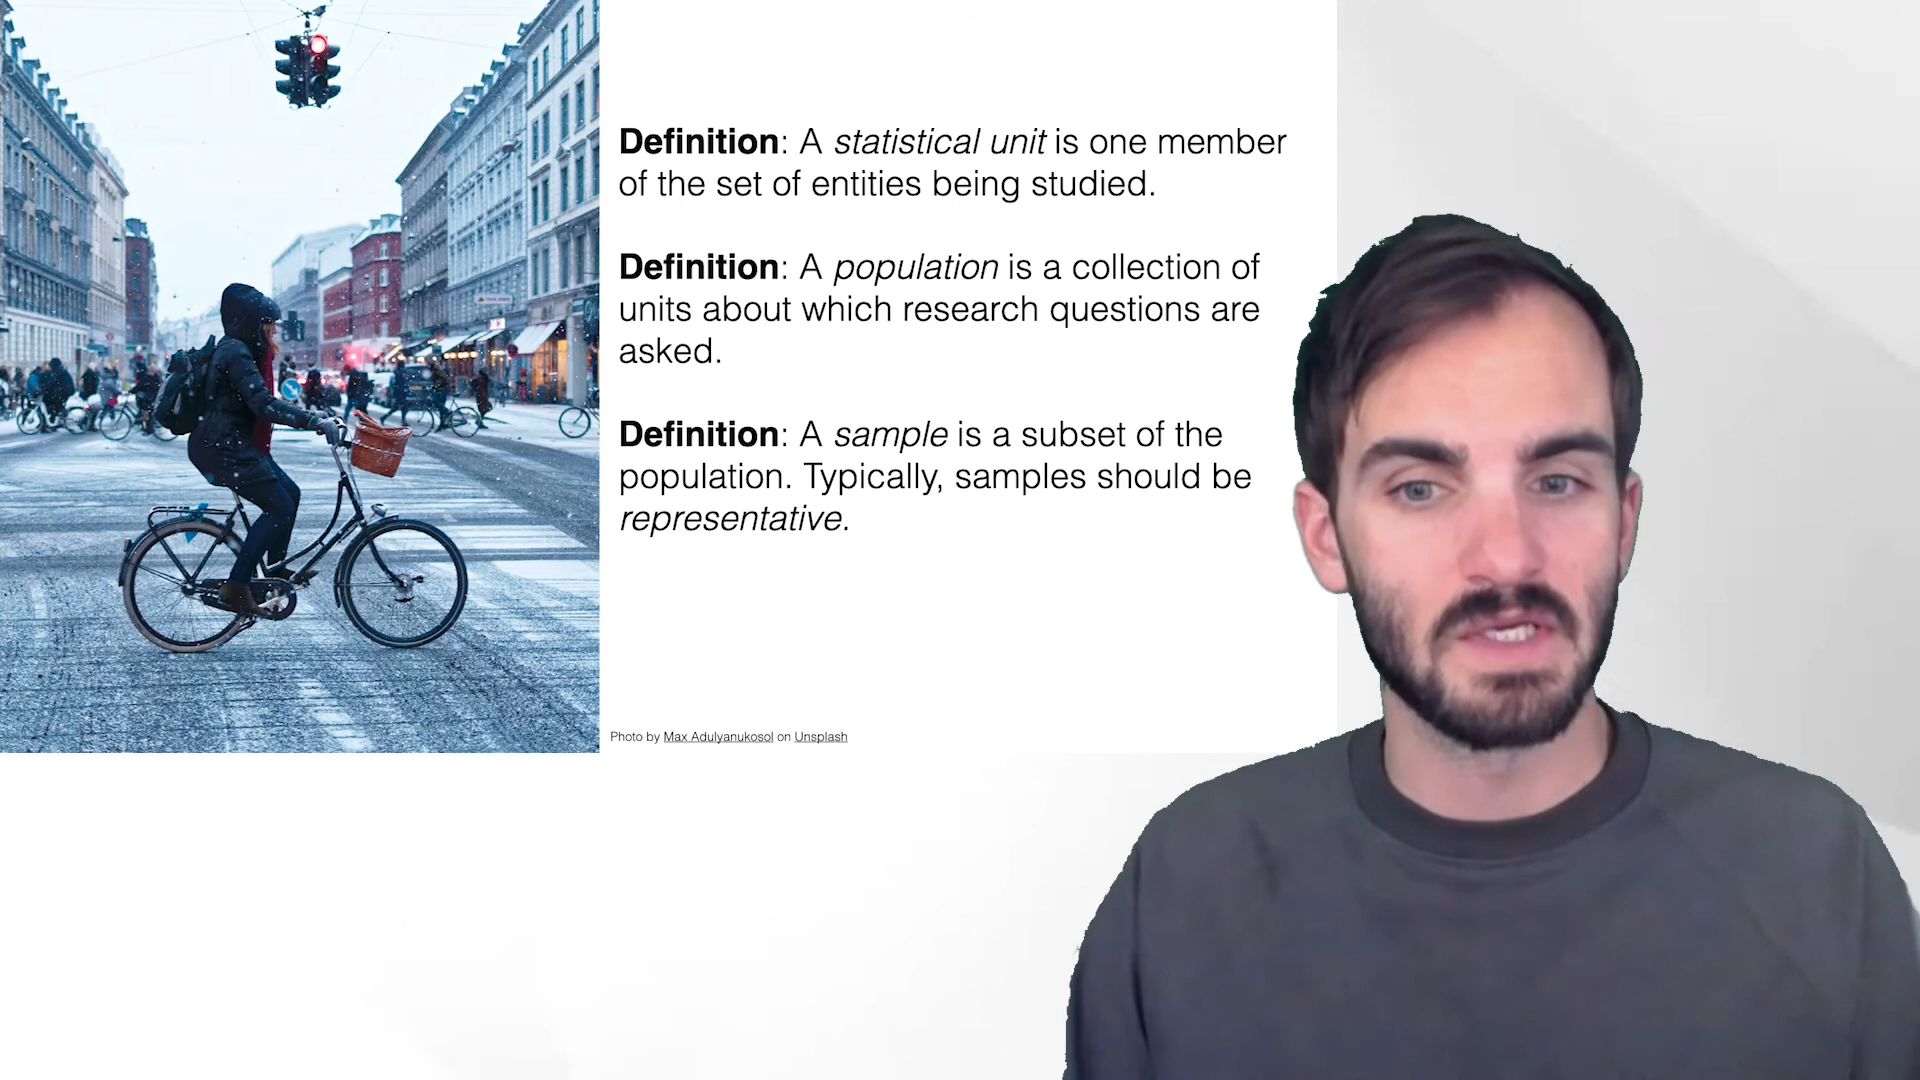 Definition: A statistical unit is one member
of the set of entities being studied.
Definition: A population is a collection of
units about which research questions are
asked.
Definition: A sample is a subset of the
population. Typically, samples should be
representative.
Photo by Max Adulyanukosol on Unsplash